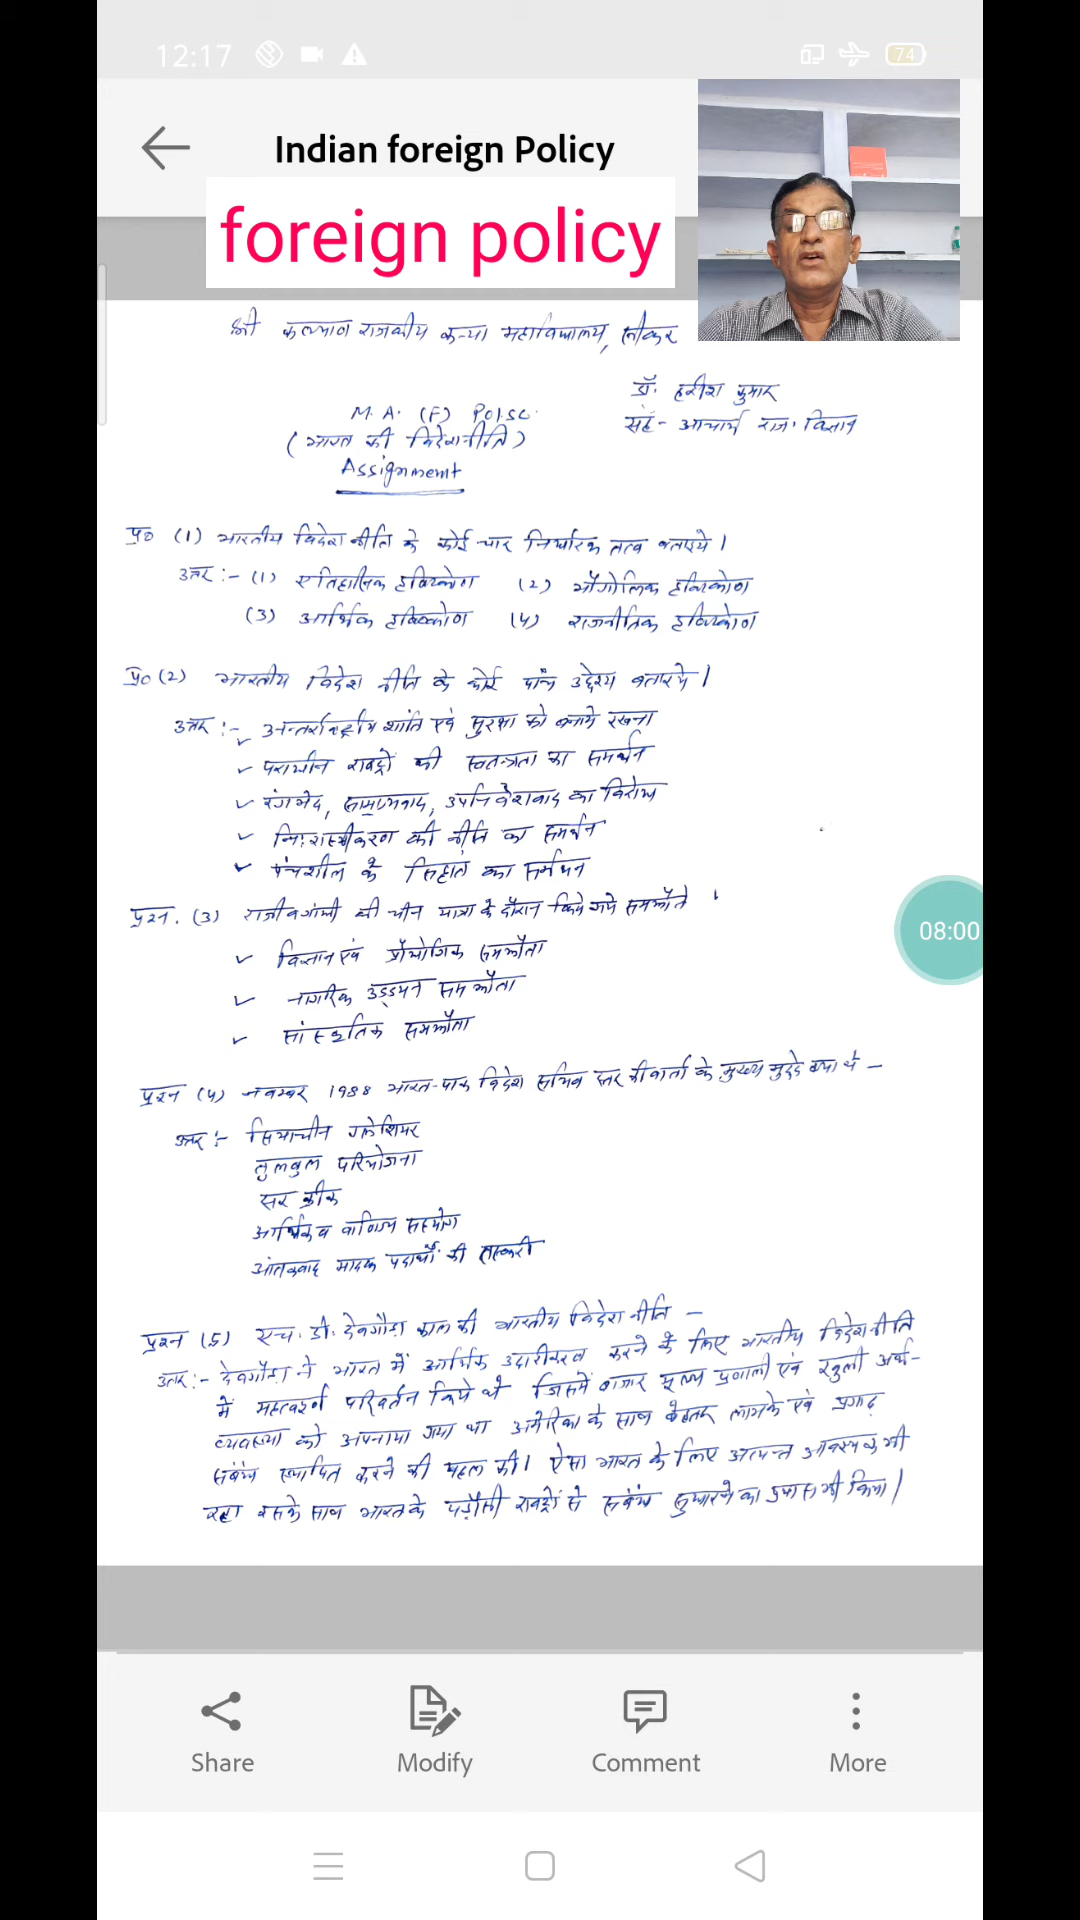 12:17
74
Indian foreign Policy
foreign policy
श्री कल्याण राजकीय कन्या महाविद्यालय, सीकर
डॉ. हरीश कुमार
M.A. (F) Pol.sc.
सह - आचार्य राज. विज्ञान
(भारत की विदेश नीति)
Assignment
प्र० (1) भारतीय विदेश नीति के कोई चार निर्धारक तत्व बताइये।
उत्तर :- (1) ऐतिहासिक दृष्टिकोण (2) भौगोलिक दृष्टिकोण
(3) आर्थिक दृष्टिकोण (4) राजनीतिक दृष्टिकोण
प्र० (2) भारतीय विदेश नीति के कोई पाँच उद्देश्य बताइये।
उत्तर :- अन्तर्राष्ट्रीय शांति एवं सुरक्षा को बनाये रखना
✓ पराधीन राष्ट्रों की स्वतन्त्रता का समर्थन
✓ रंगभेद, साम्राज्यवाद, उपनिवेशवाद का विरोध
✓ निःशस्त्रीकरण की नीति का समर्थन
✓ पंचशील के सिद्धांत का समर्थन
प्रश्न. (3) राजीव गांधी की चीन यात्रा के दौरान किये गये समझौते
✓ विज्ञान एवं प्रौद्योगिक समझौता
✓ नागरिक उड्डयन समझौता
✓ सांस्कृतिक समझौता
प्रश्न (4) नवम्बर 1988 भारत-पाक विदेश सचिव स्तर की वार्ता के मुख्य मुद्दे क्या थे -
उत्तर :- सियाचीन ग्लेशियर
तुलबुल परियोजना
सर क्रीक
आर्थिक व वाणिज्य सहयोग
आंतकवाद मादक पदार्थों की तस्करी
प्रश्न (5) एच. डी. देवगौड़ा काल की भारतीय विदेश नीति -
उत्तर :- देवगौड़ा ने भारत में आर्थिक उदारीकरण करने के लिए भारतीय विदेश नीति
में महत्वपूर्ण परिवर्तन किये थे जिसमें बाजार मूल्य प्रणाली एवं खुली अर्थ-
व्यवस्था को अपनाया गया था अमेरिका के साथ बेहतर लाभके एवं प्रगाढ़
संबंध स्थापित करने की पहल की। ऐसा भारत के लिए अत्यन्त आवश्यक भी
रहा इसके साथ भारत के पड़ौसी राष्ट्रों से संबंध सुधारने का प्रयास भी किया।
08:00
Share
Modify
Comment
More